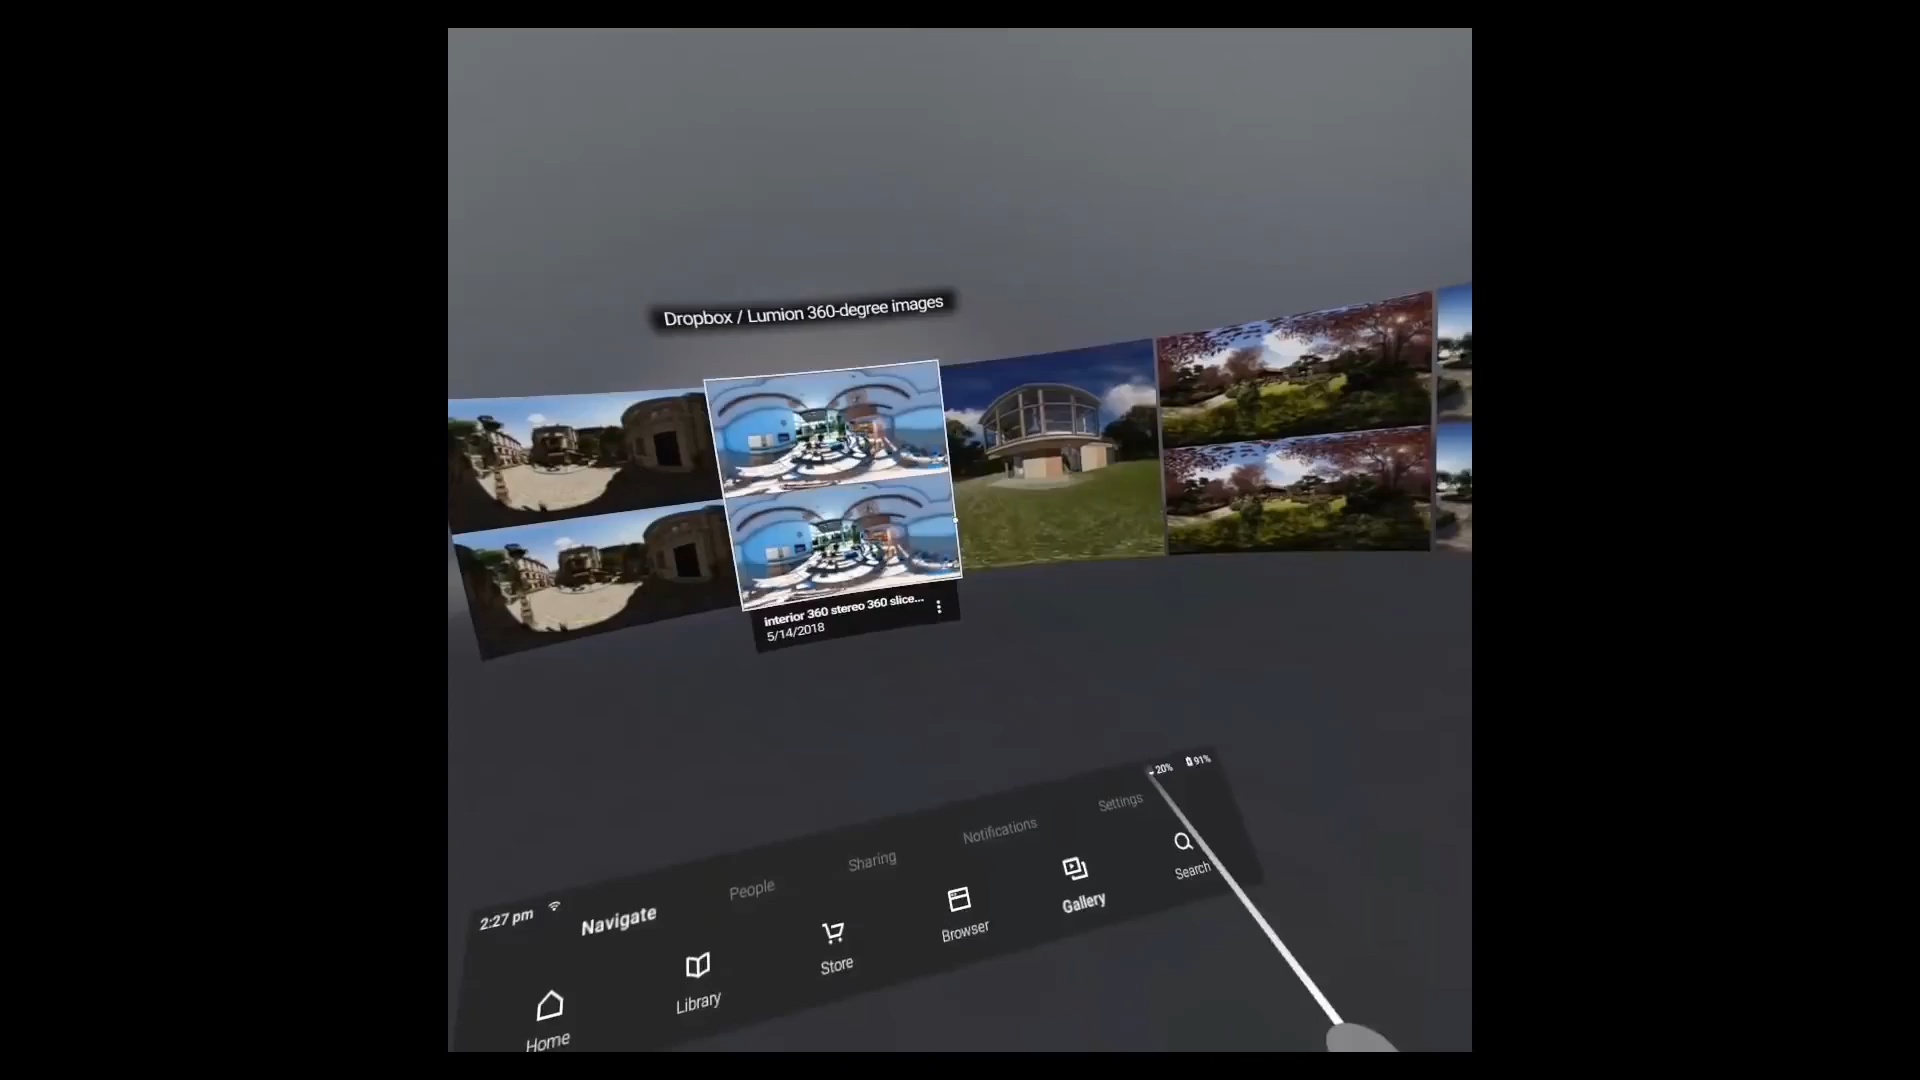 Dropbox / Lumion 360-degree images
interior 360 stereo 360 slice...
5/14/2018
20% 91%
2:27 pm
Navigate People Sharing Notifications Settings
Home Library Store Browser Gallery Search